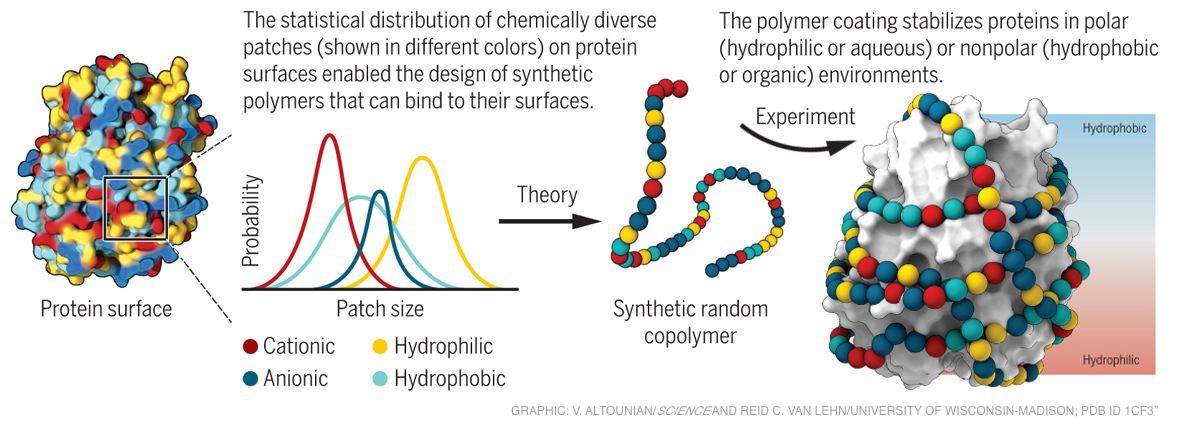 The statistical distribution of chemically diverse
patches (shown in different colors) on protein
surfaces enabled the design of synthetic
polymers that can bind to their surfaces.
The polymer coating stabilizes proteins in polar
(hydrophilic or aqueous) or nonpolar (hydrophobic
or organic) environments.
Protein surface
Probability
Patch size
Cationic
Hydrophilic
Anionic
Hydrophobic
Theory
Synthetic random
copolymer
Experiment
Hydrophobic
Hydrophilic
GRAPHIC: V. ALTOUNIAN/SCIENCE AND REID C. VAN LEHN/UNIVERSITY OF WISCONSIN-MADISON; PDB ID 1CF3”